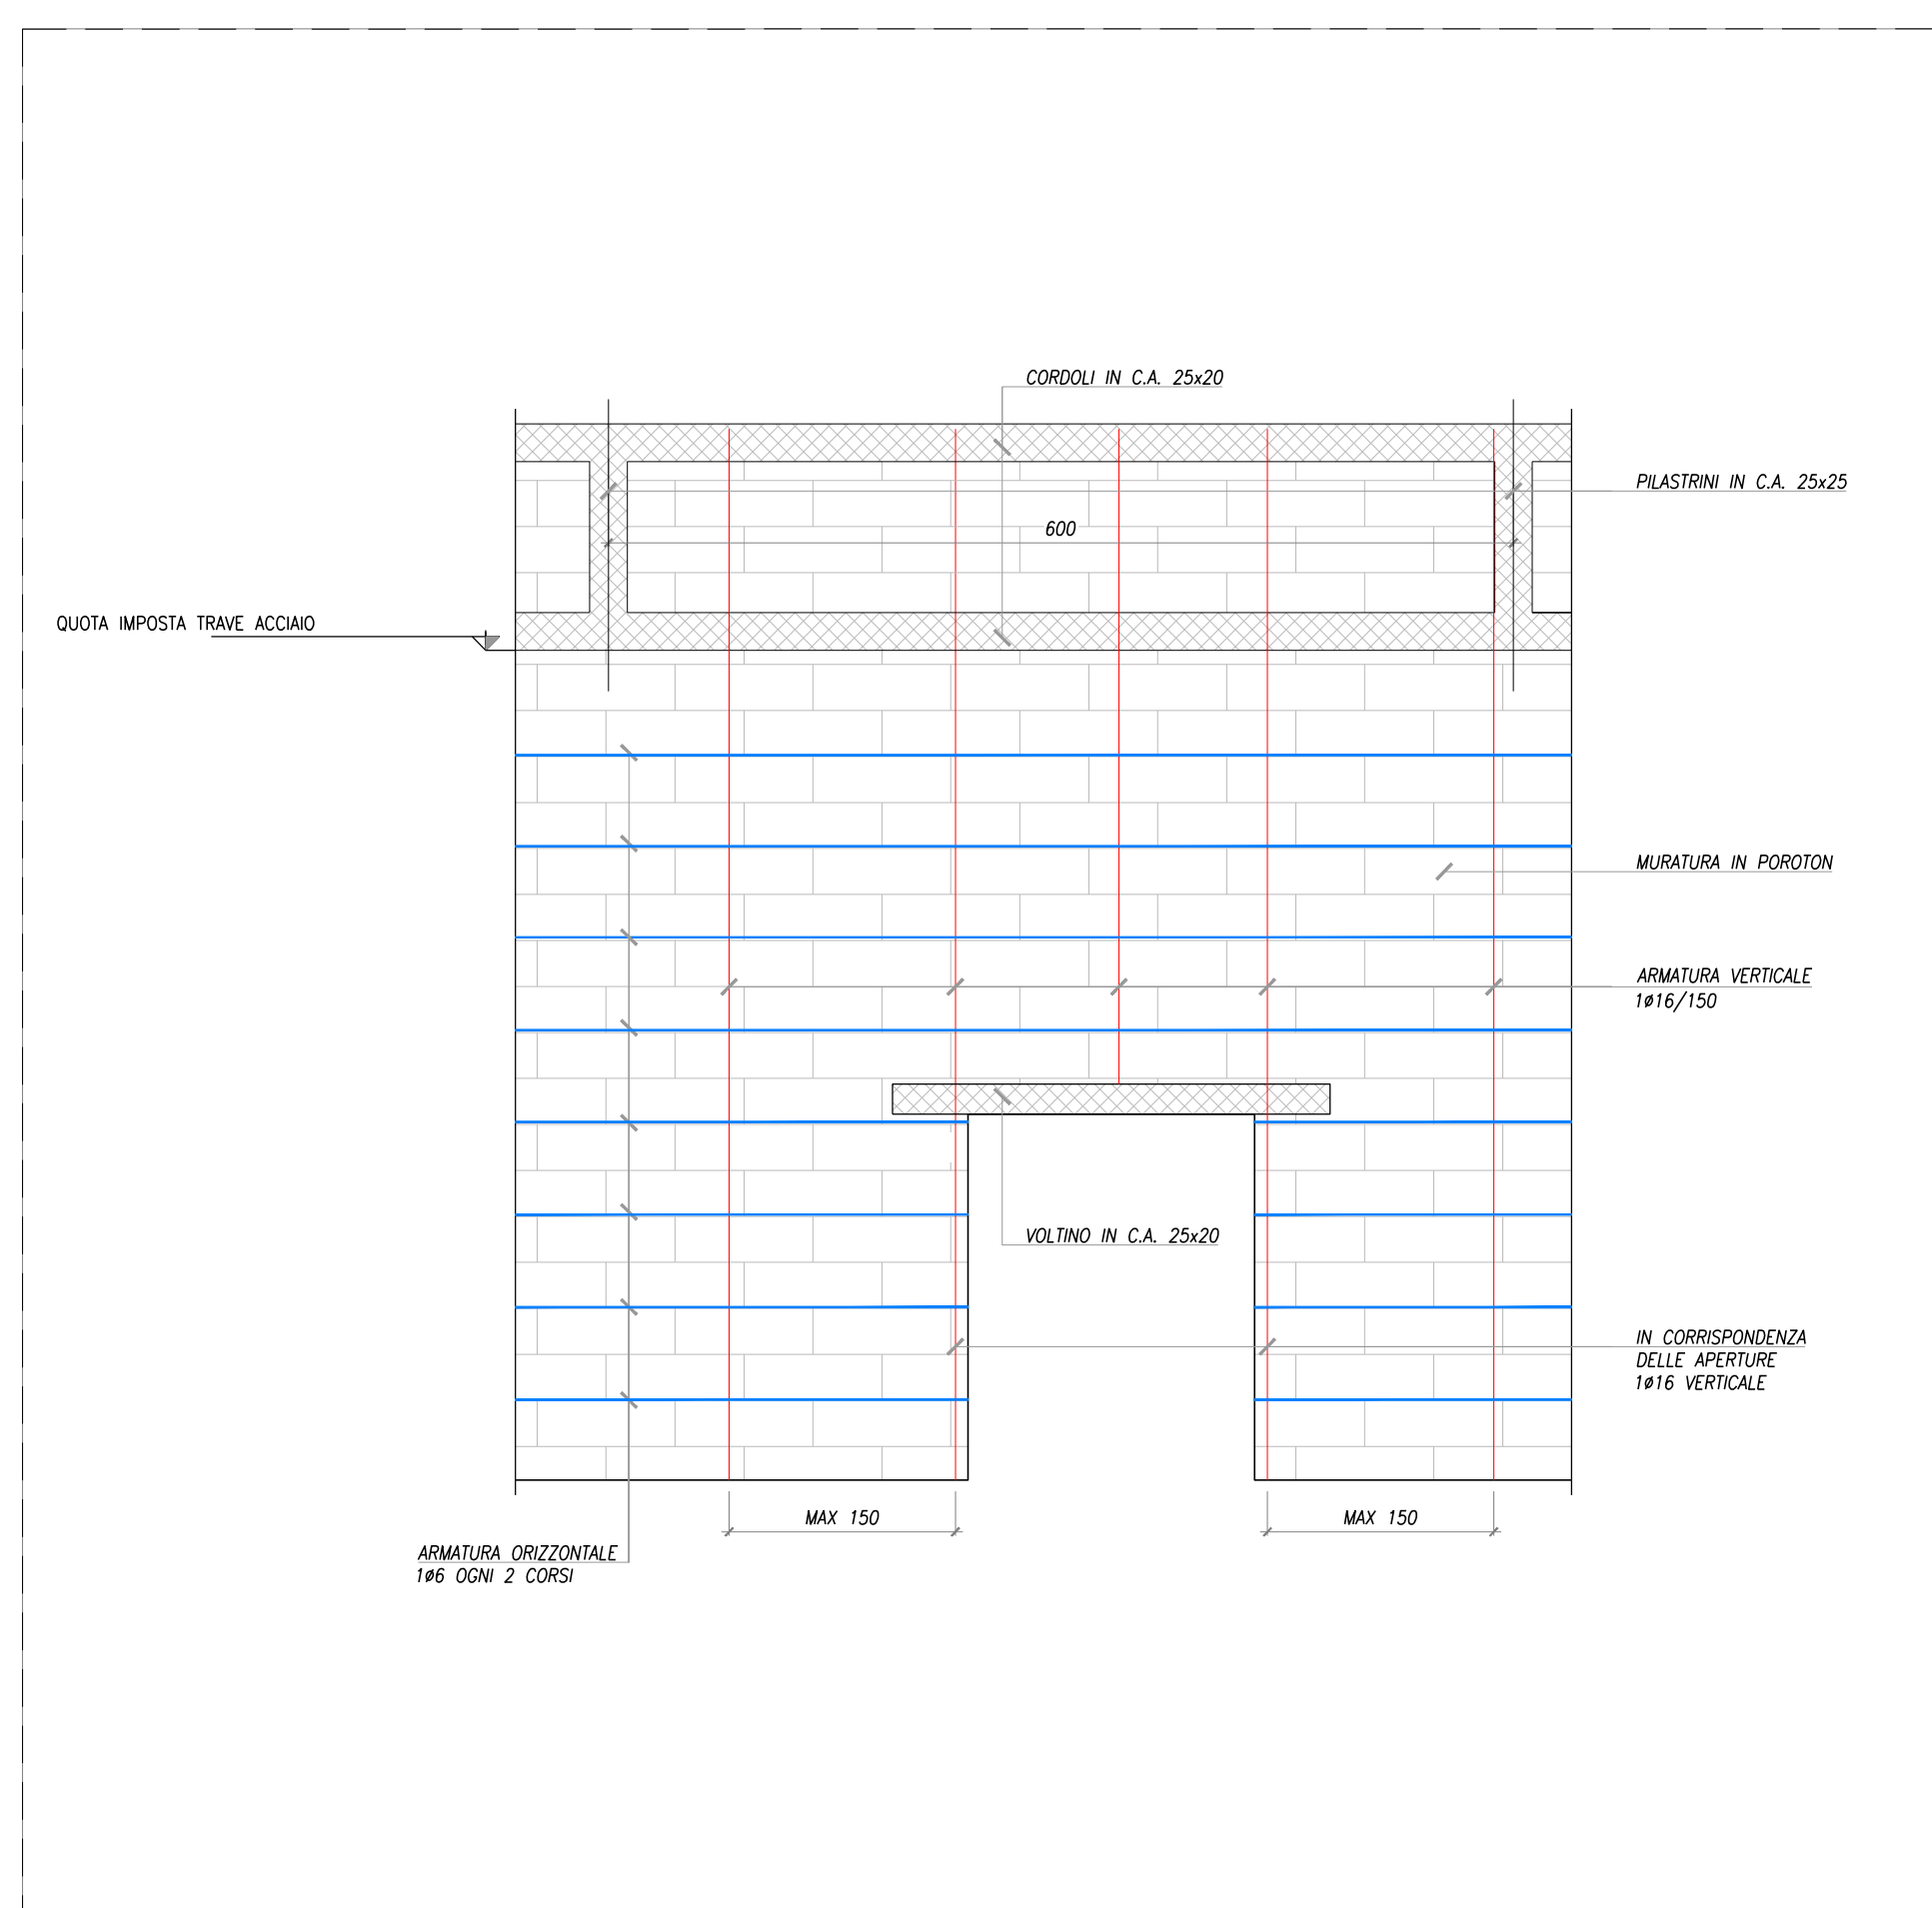 CORDOLI IN C.A. 25x20
PILASTRINI IN C.A. 25x25
600
QUOTA IMPOSTA TRAVE ACCIAIO
MURATURA IN POROTON
ARMATURA VERTICALE
1ø16/150
VOLTINO IN C.A. 25x20
IN CORRISPONDENZA
DELLE APERTURE
1ø16 VERTICALE
MAX 150
MAX 150
ARMATURA ORIZZONTALE
1ø6 OGNI 2 CORSI